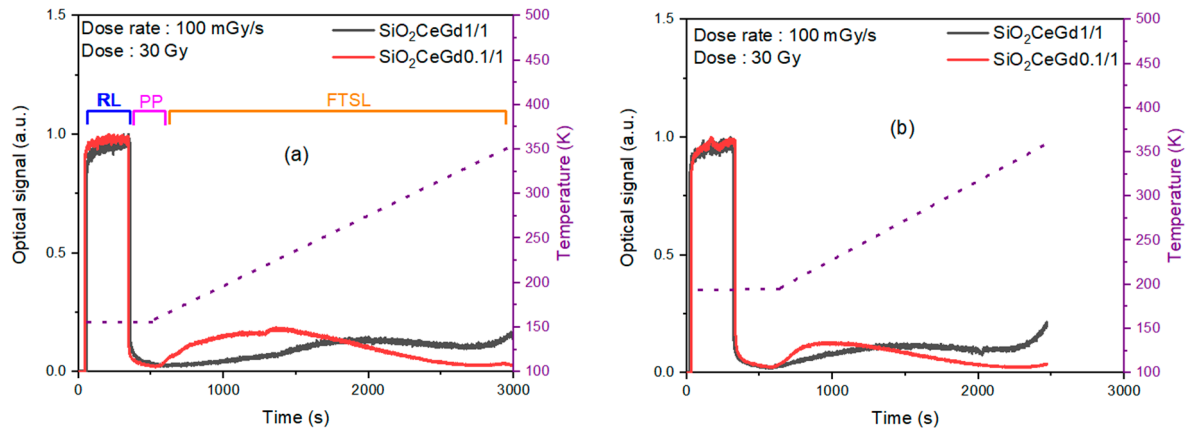 Dose rate : 100 mGy/s
Dose : 30 Gy
SiO₂CeGd1/1
SiO₂CeGd0.1/1
RL
PP
FTSL
(a)
1.5
1.0
0.5
0.0
Optical signal (a.u.)
500
450
400
350
300
250
200
150
100
Temperature (K)
0
1000
2000
3000
Time (s)
Dose rate : 100 mGy/s
Dose : 30 Gy
SiO₂CeGd1/1
SiO₂CeGd0.1/1
(b)
1.5
1.0
0.5
0.0
Optical signal (a.u.)
500
450
400
350
300
250
200
150
100
Temperature (K)
0
1000
2000
3000
Time (s)